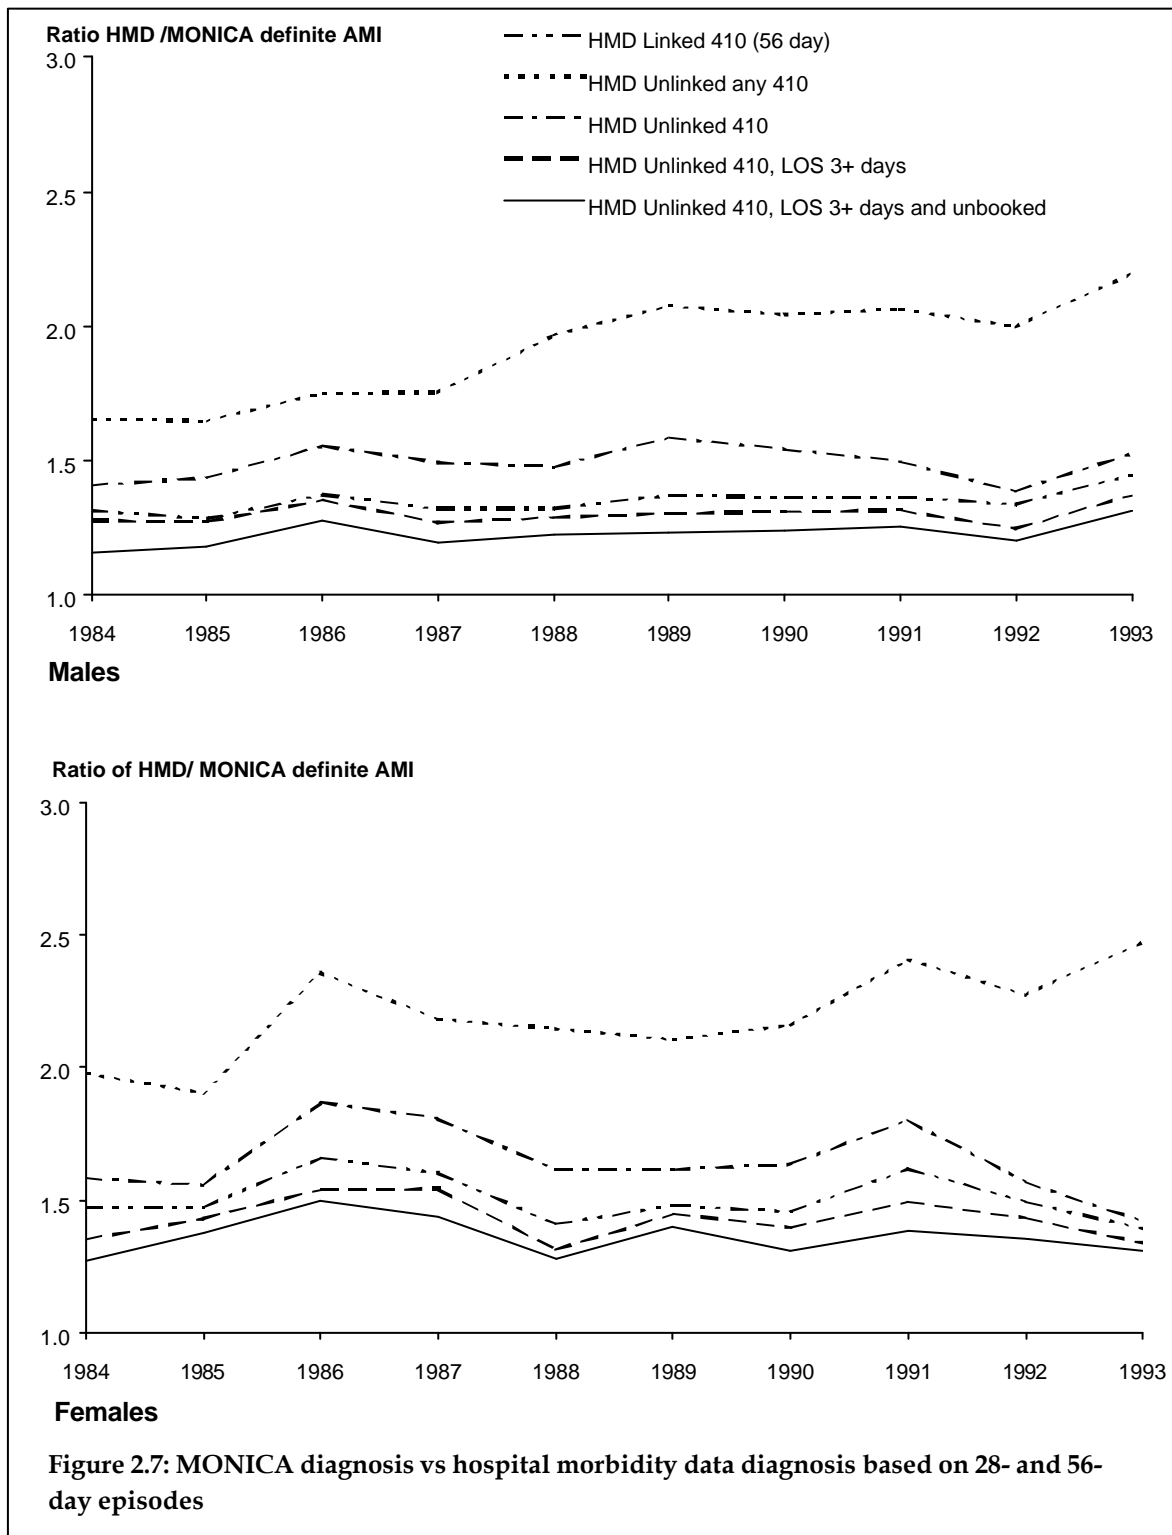 Ratio HMD /MONICA definite AMI
HMD Linked 410 (56 day)
HMD Unlinked any 410
HMD Unlinked 410
HMD Unlinked 410, LOS 3+ days
HMD Unlinked 410, LOS 3+ days and unbooked
3.0
2.5
2.0
1.5
1.0
1984 1985 1986 1987 1988 1989 1990 1991 1992 1993
Males
Ratio of HMD/ MONICA definite AMI
3.0
2.5
2.0
1.5
1.0
1984 1985 1986 1987 1988 1989 1990 1991 1992 1993
Females
Figure 2.7: MONICA diagnosis vs hospital morbidity data diagnosis based on 28- and 56-
day episodes